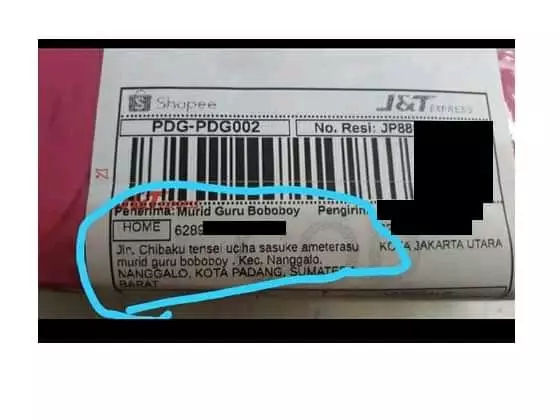 Shopee
J&T EXPRESS
PDG-PDG002
No. Resi: JP88
Penerima: Murid Guru Boboboy Pengirim
HOME 6289
Jln. Chibaku tensei uciha sasuke ameterasu
KOTA JAKARTA UTARA
murid guru boboboy . Kec. Nanggalo.
NANGGALO, KOTA PADANG, SUMATERA
BARAT